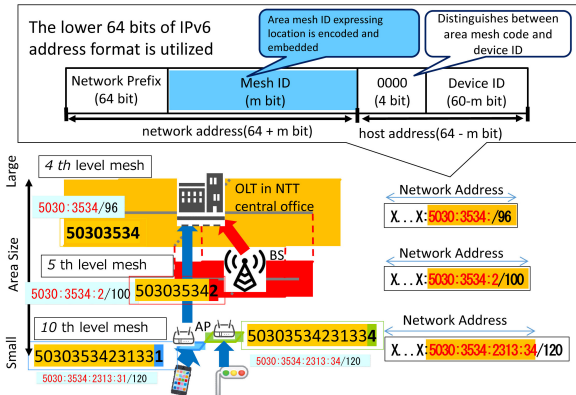 The lower 64 bits of IPv6
address format is utilized
Area mesh ID expressing
location is encoded and
embedded
Distinguishes between
area mesh code and
device ID
Network Prefix
(64 bit)
Mesh ID
(m bit)
0000
(4 bit)
Device ID
(60-m bit)
network address(64 + m bit)
host address(64 - m bit)
Large
Area Size
Small
4 th level mesh
5030:3534/96
50303534
OLT in NTT
central office
Network Address
X...X:5030:3534:/96
5 th level mesh
BS
5030:3534:2/100
503035342
Network Address
X...X:5030:3534:2/100
10 th level mesh
AP
50303534231331
5030:3534:2313:31/120
50303534231334
5030:3534:2313:34/120
Network Address
X...X:5030:3534:2313:34/120